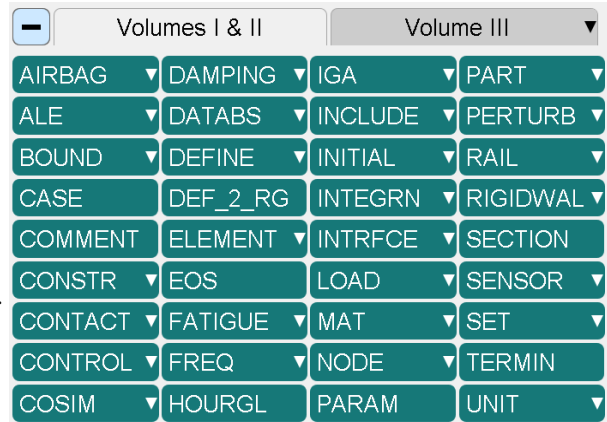 Volumes I & II Volume III
AIRBAG DAMPING IGA PART
ALE DATABS INCLUDE PERTURB
BOUND DEFINE INITIAL RAIL
CASE DEF_2_RG INTEGRN RIGIDWAL
COMMENT ELEMENT INTRFCE SECTION
CONSTR EOS LOAD SENSOR
CONTACT FATIGUE MAT SET
CONTROL FREQ NODE TERMIN
COSIM HOURGL PARAM UNIT